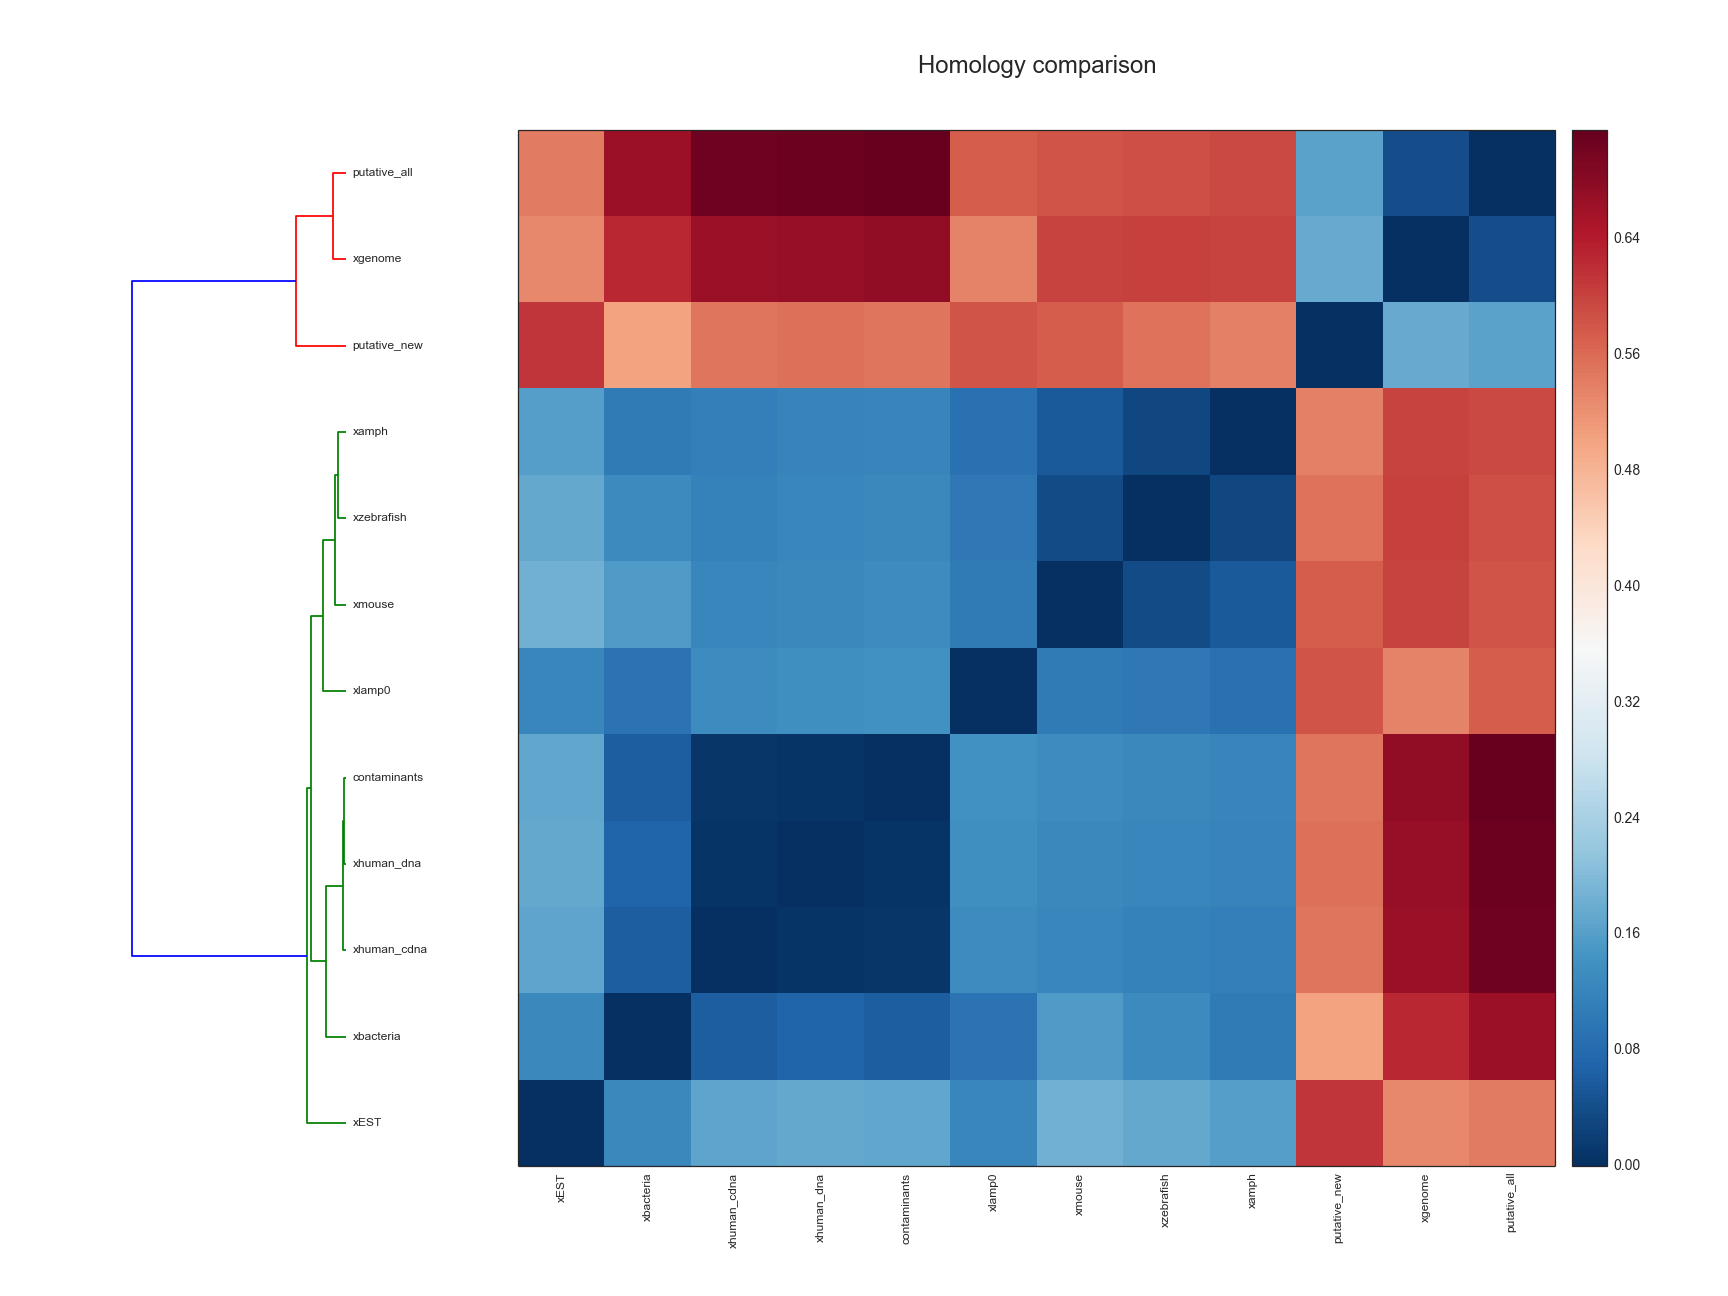 Homology comparison
putative_all
xgenome
putative_new
xamph
xzebrafish
xmouse
xlamp0
contaminants
xhuman_dna
xhuman_cdna
xbacteria
xEST
0.64
0.56
0.48
0.40
0.32
0.24
0.16
0.08
0.00
xEST
xbacteria
xhuman_cdna
xhuman_dna
contaminants
xlamp0
xmouse
xzebrafish
xamph
putative_new
xgenome
putative_all